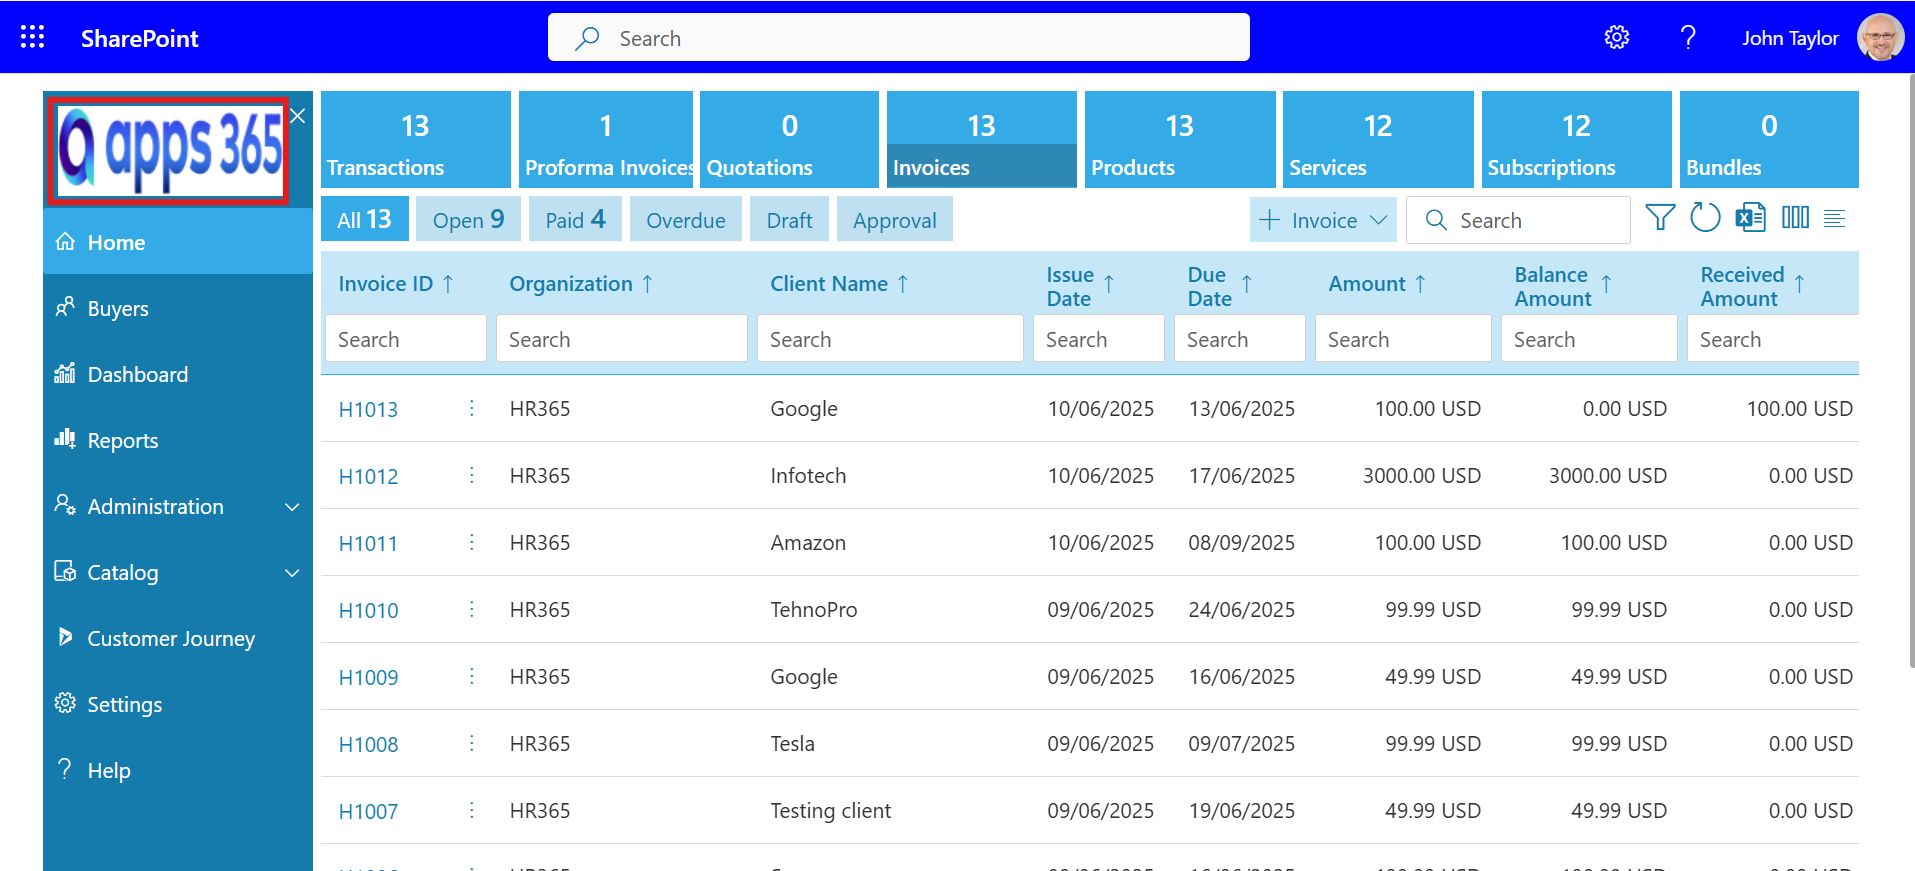 SharePoint
Search
John Taylor
apps 365
13
Transactions
1
Proforma Invoices
0
Quotations
13
Invoices
13
Products
12
Services
12
Subscriptions
0
Bundles
All 13
Open 9
Paid 4
Overdue
Draft
Approval
Invoice
Search
Home
Buyers
Dashboard
Reports
Administration
Catalog
Customer Journey
Settings
Help
Invoice ID ↑ Organization ↑ Client Name ↑ Issue Date ↑ Due Date ↑ Amount ↑ Balance Amount ↑ Received Amount ↑
Search Search Search Search Search Search Search Search
H1013 HR365 Google 10/06/2025 13/06/2025 100.00 USD 0.00 USD 100.00 USD
H1012 HR365 Infotech 10/06/2025 17/06/2025 3000.00 USD 3000.00 USD 0.00 USD
H1011 HR365 Amazon 10/06/2025 08/09/2025 100.00 USD 100.00 USD 0.00 USD
H1010 HR365 TehnoPro 09/06/2025 24/06/2025 99.99 USD 99.99 USD 0.00 USD
H1009 HR365 Google 09/06/2025 16/06/2025 49.99 USD 49.99 USD 0.00 USD
H1008 HR365 Tesla 09/06/2025 09/07/2025 99.99 USD 99.99 USD 0.00 USD
H1007 HR365 Testing client 09/06/2025 19/06/2025 49.99 USD 49.99 USD 0.00 USD